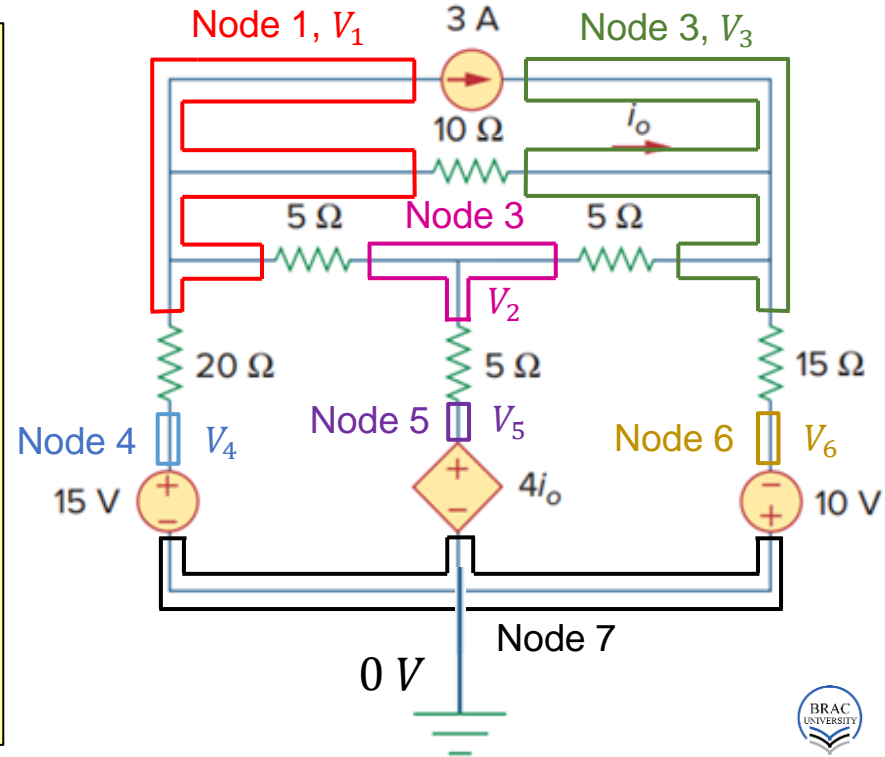 Node 1, V₁
3 A
Node 3, V₃
10 Ω
iₒ
5 Ω
Node 3
5 Ω
V₂
20 Ω
5 Ω
15 Ω
Node 4 V₄
Node 5 V₅
Node 6 V₆
+
+
−
15 V
−
4iₒ
−
+
10 V
Node 7
0 V
BRAC
UNIVERSITY